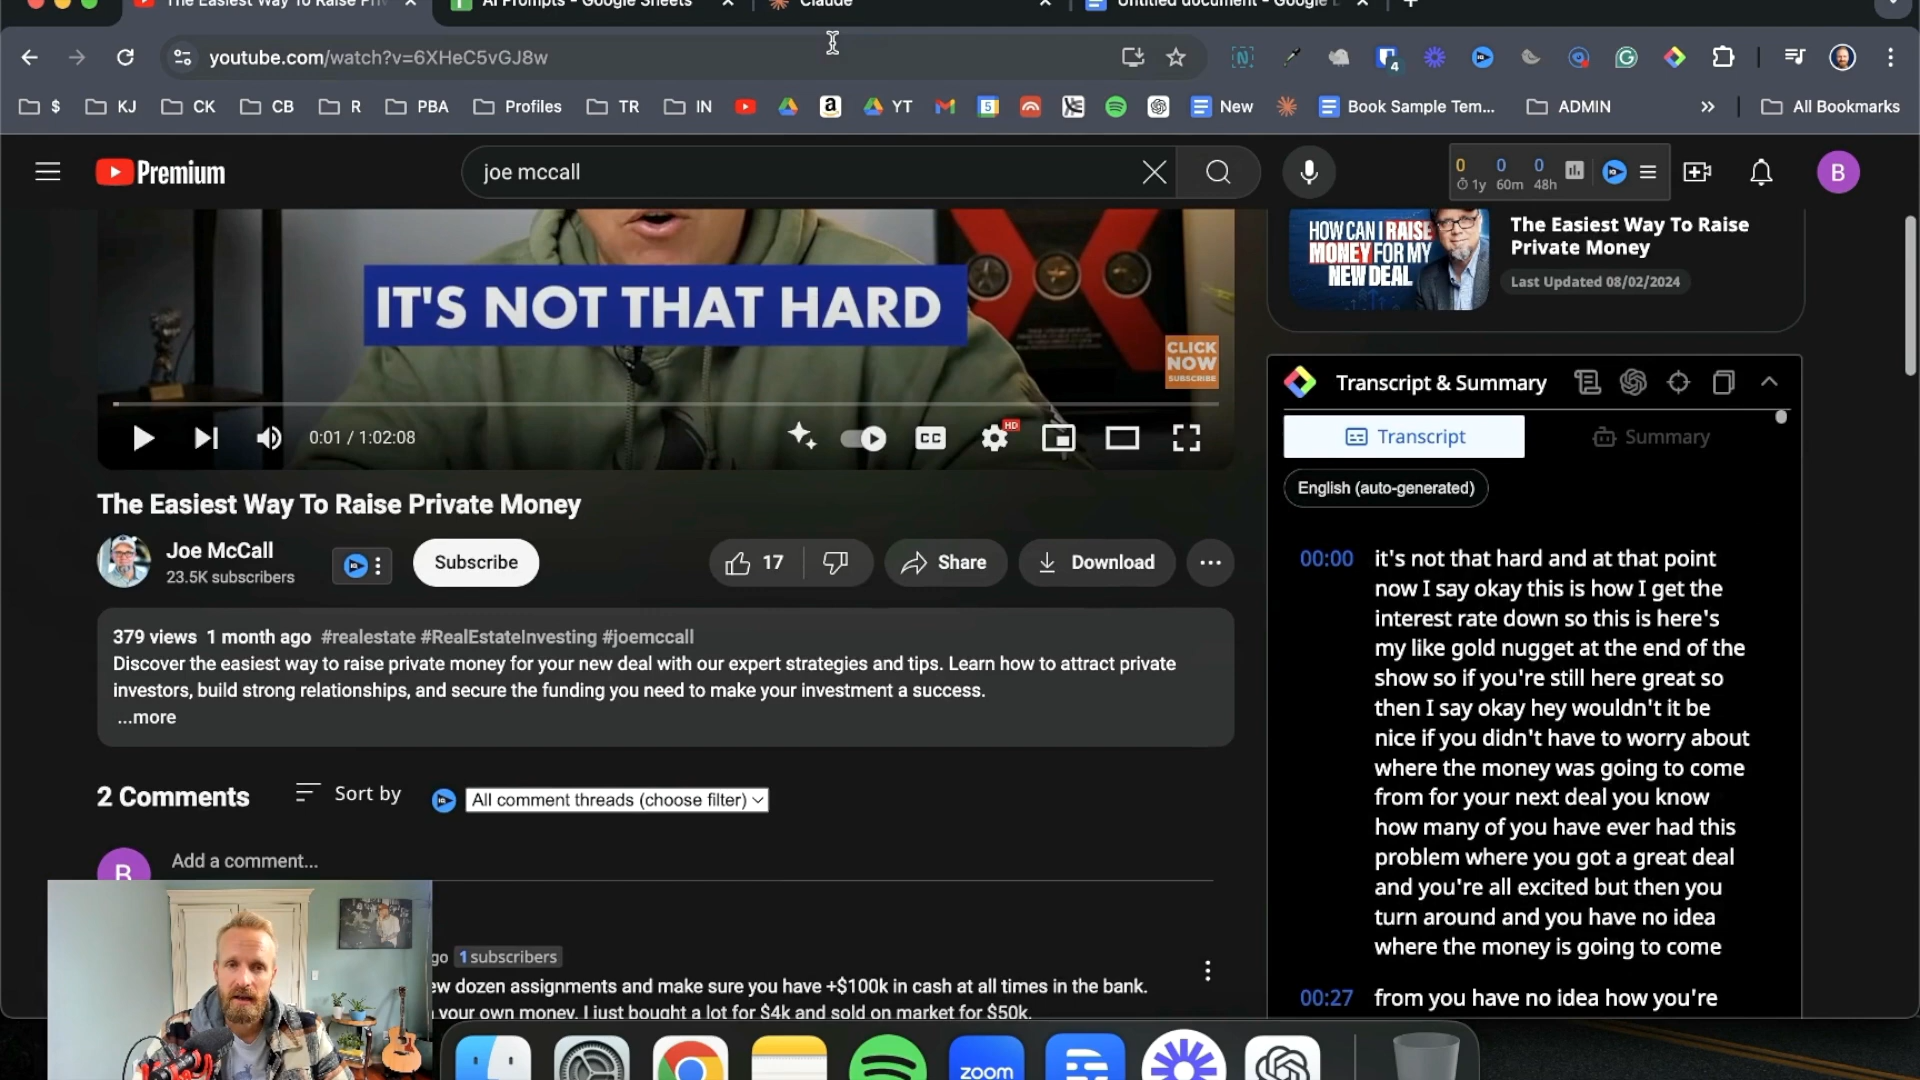 The Easiest Way To Raise Priv
AI Prompts - Google Sheets
Claude
Untitled document - Google D
youtube.com/watch?v=6XHeC5vGJ8w
4
$
KJ
CK
CB
R
PBA
Profiles
TR
IN
YT
5
New
Book Sample Tem...
ADMIN
»
All Bookmarks
Premium
joe mccall
0 0 0
1y 60m 48h
B
HOW CAN I RAISE
MONEY FOR MY
NEW DEAL
The Easiest Way To Raise
Private Money
Last Updated 08/02/2024
IT'S NOT THAT HARD
CLICK
NOW
SUBSCRIBE
0:01 / 1:02:08
CC
HD
Transcript & Summary
Transcript
Summary
English (auto-generated)
The Easiest Way To Raise Private Money
Joe McCall
23.5K subscribers
Subscribe
17
Share
Download
379 views 1 month ago #realestate #RealEstateInvesting #joemccall
Discover the easiest way to raise private money for your new deal with our expert strategies and tips. Learn how to attract private
investors, build strong relationships, and secure the funding you need to make your investment a success.
...more
2 Comments
Sort by
All comment threads (choose filter)
B
Add a comment...
go 1 subscribers
ew dozen assignments and make sure you have +$100k in cash at all times in the bank.
your own money. I just bought a lot for $4k and sold on market for $50k.
00:00 it's not that hard and at that point
now I say okay this is how I get the
interest rate down so this is here's
my like gold nugget at the end of the
show so if you're still here great so
then I say okay hey wouldn't it be
nice if you didn't have to worry about
where the money was going to come
from for your next deal you know
how many of you have ever had this
problem where you got a great deal
and you're all excited but then you
turn around and you have no idea
where the money is going to come
00:27 from you have no idea how you're
zoom